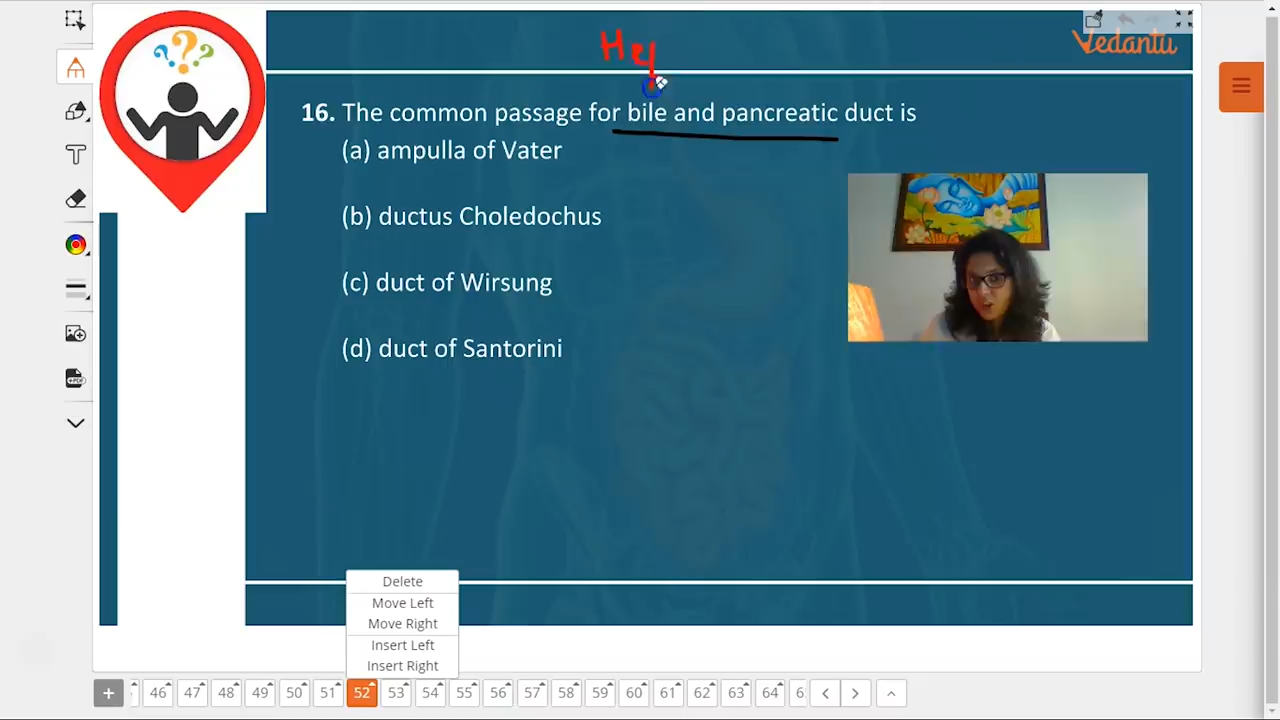 Hey
Vedantu
16. The common passage for bile and pancreatic duct is
(a) ampulla of Vater
(b) ductus Choledochus
(c) duct of Wirsung
(d) duct of Santorini
Delete
Move Left
Move Right
Insert Left
Insert Right
46 47 48 49 50 51 52 53 54 55 56 57 58 59 60 61 62 63 64